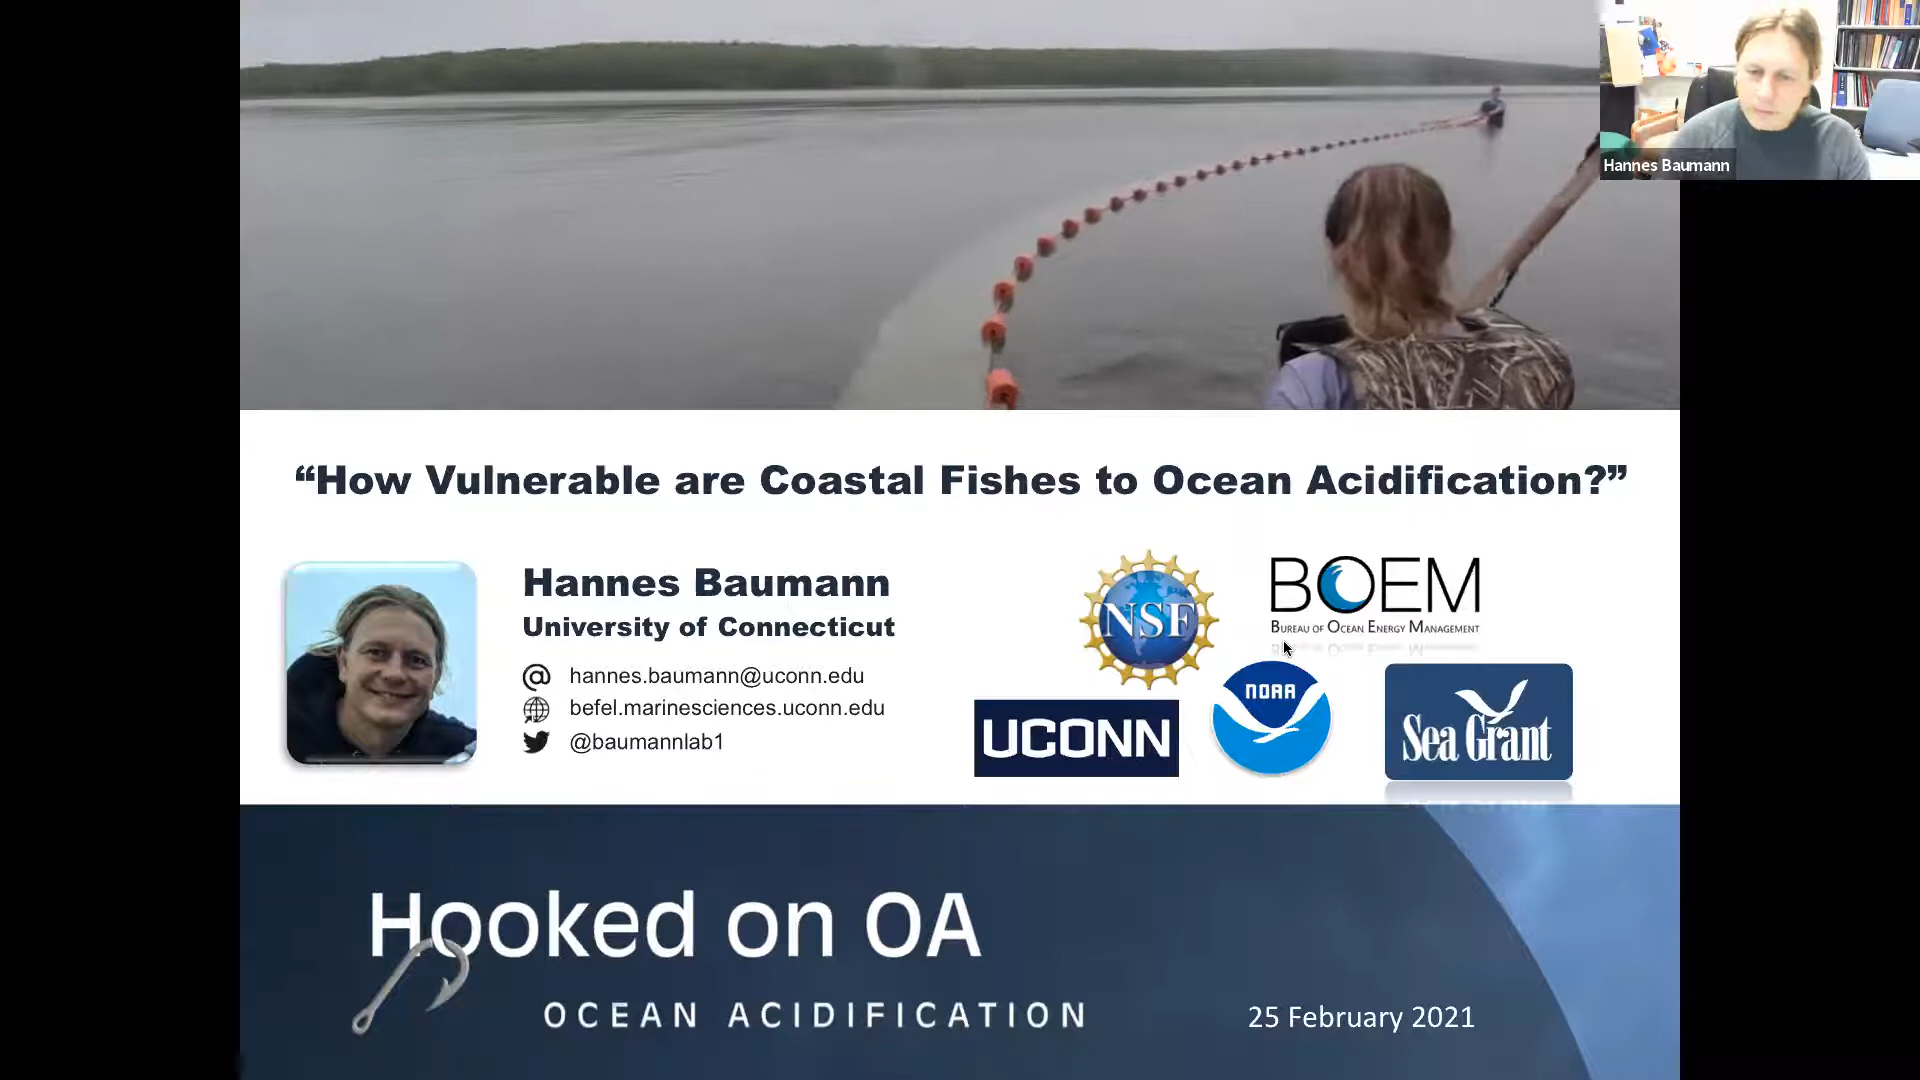 Hannes Baumann
“How Vulnerable are Coastal Fishes to Ocean Acidification?”
Hannes Baumann
University of Connecticut
@ hannes.baumann@uconn.edu
befel.marinesciences.uconn.edu
@baumannlab1
NSF
BOEM
BUREAU OF OCEAN ENERGY MANAGEMENT
UCONN
NOAA
Sea Grant
Hooked on OA
OCEAN ACIDIFICATION
25 February 2021